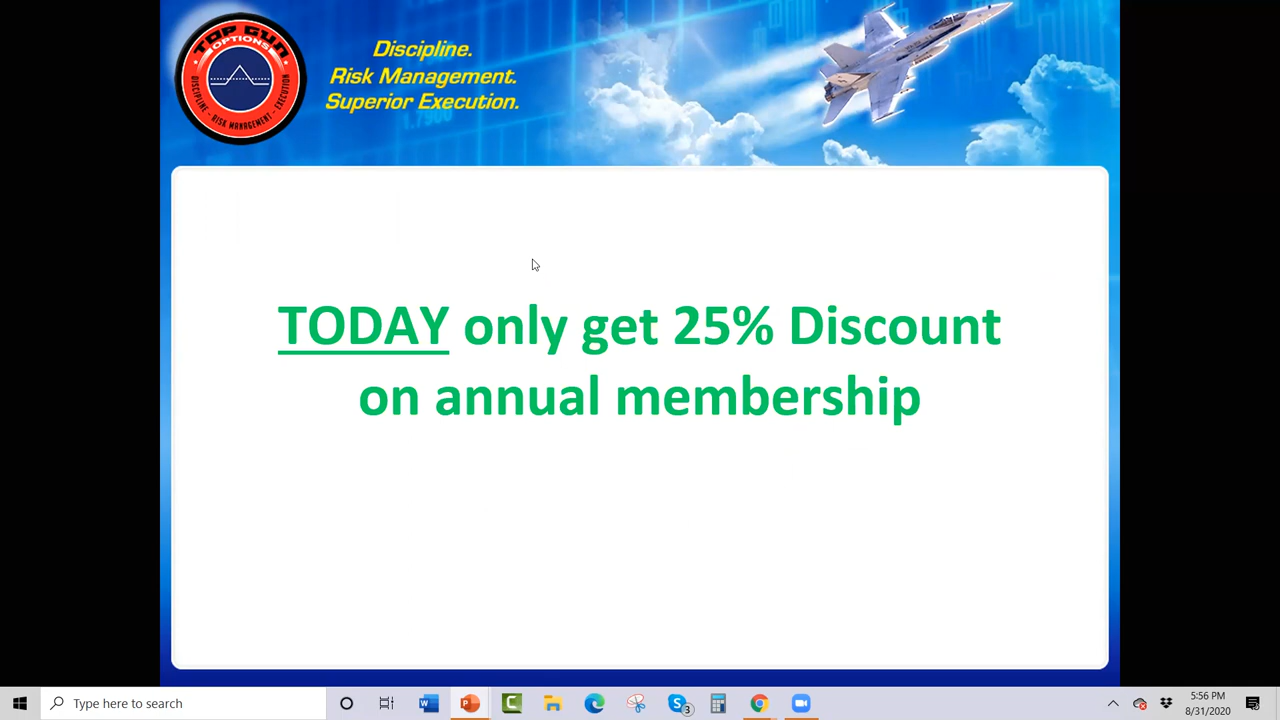 TOP GUN
OPTIONS
DISCIPLINE - RISK MANAGEMENT - EXECUTION
Discipline.
Risk Management.
Superior Execution.
TODAY only get 25% Discount
on annual membership
Type here to search
3
5:56 PM
8/31/2020